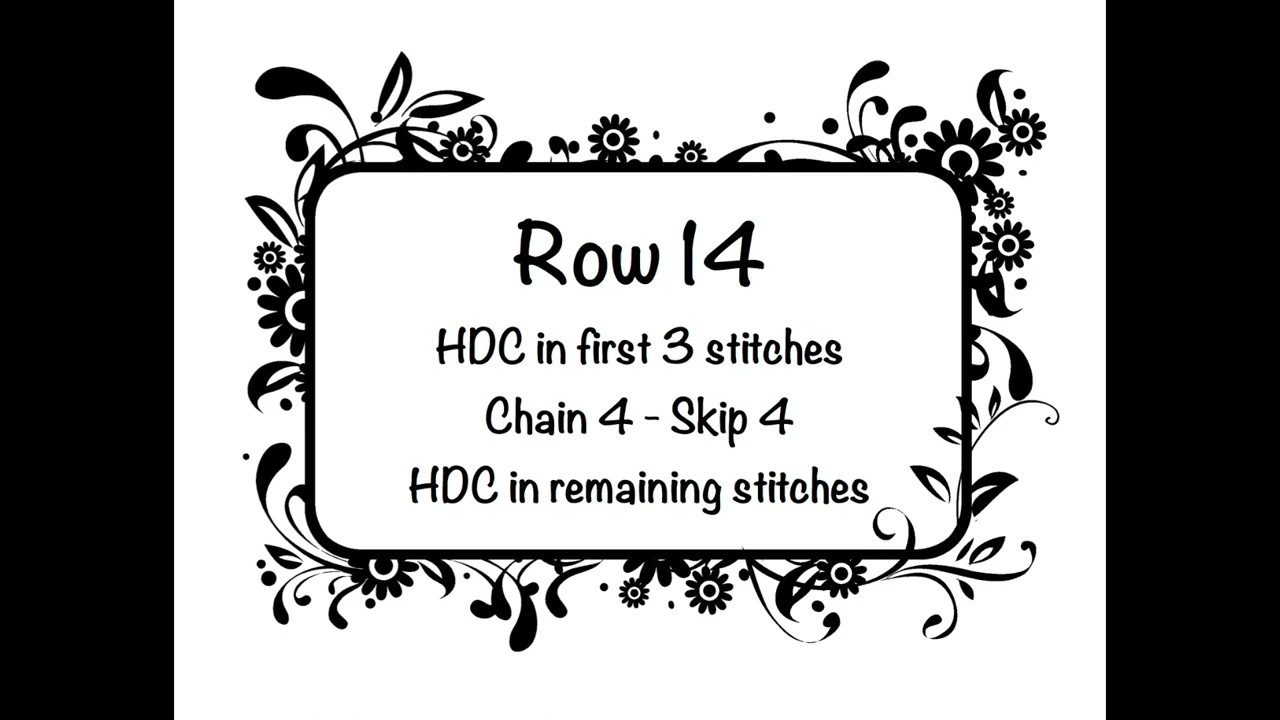 Row 14
HDC in first 3 stitches
Chain 4 - Skip 4
HDC in remaining stitches